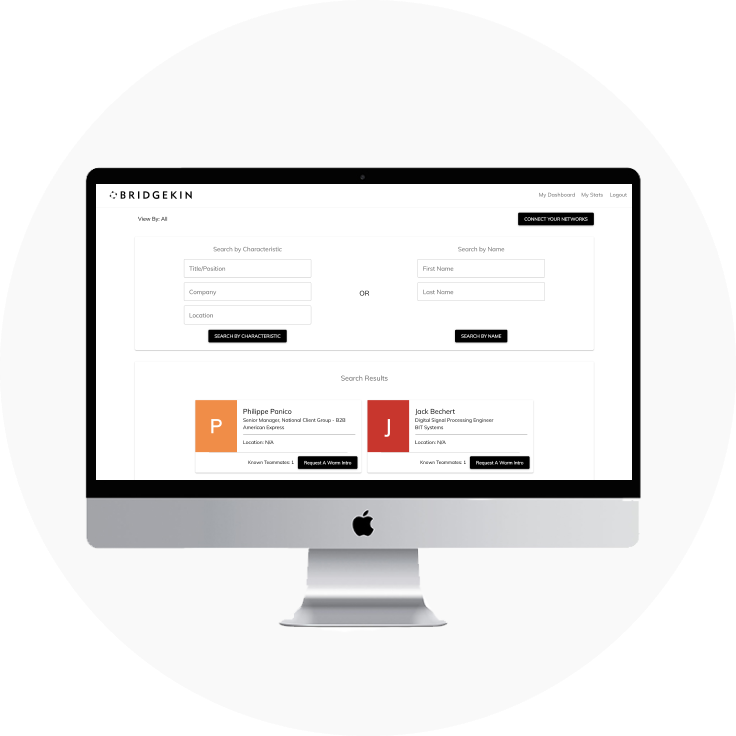 BRIDGEKIN
My Dashboard My Stats Logout
View By: All
CONNECT YOUR NETWORKS
Search by Characteristic
Title/Position
Company
Location
SEARCH BY CHARACTERISTIC
OR
Search by Name
First Name
Last Name
SEARCH BY NAME
Search Results
P
Philippe Panico
Senior Manager, National Client Group - B2B
American Express
Location: N/A
Known Teammates: 1
Request A Warm Intro
J
Jack Bechert
Digital Signal Processing Engineer
BIT Systems
Location: N/A
Known Teammates: 1
Request A Warm Intro